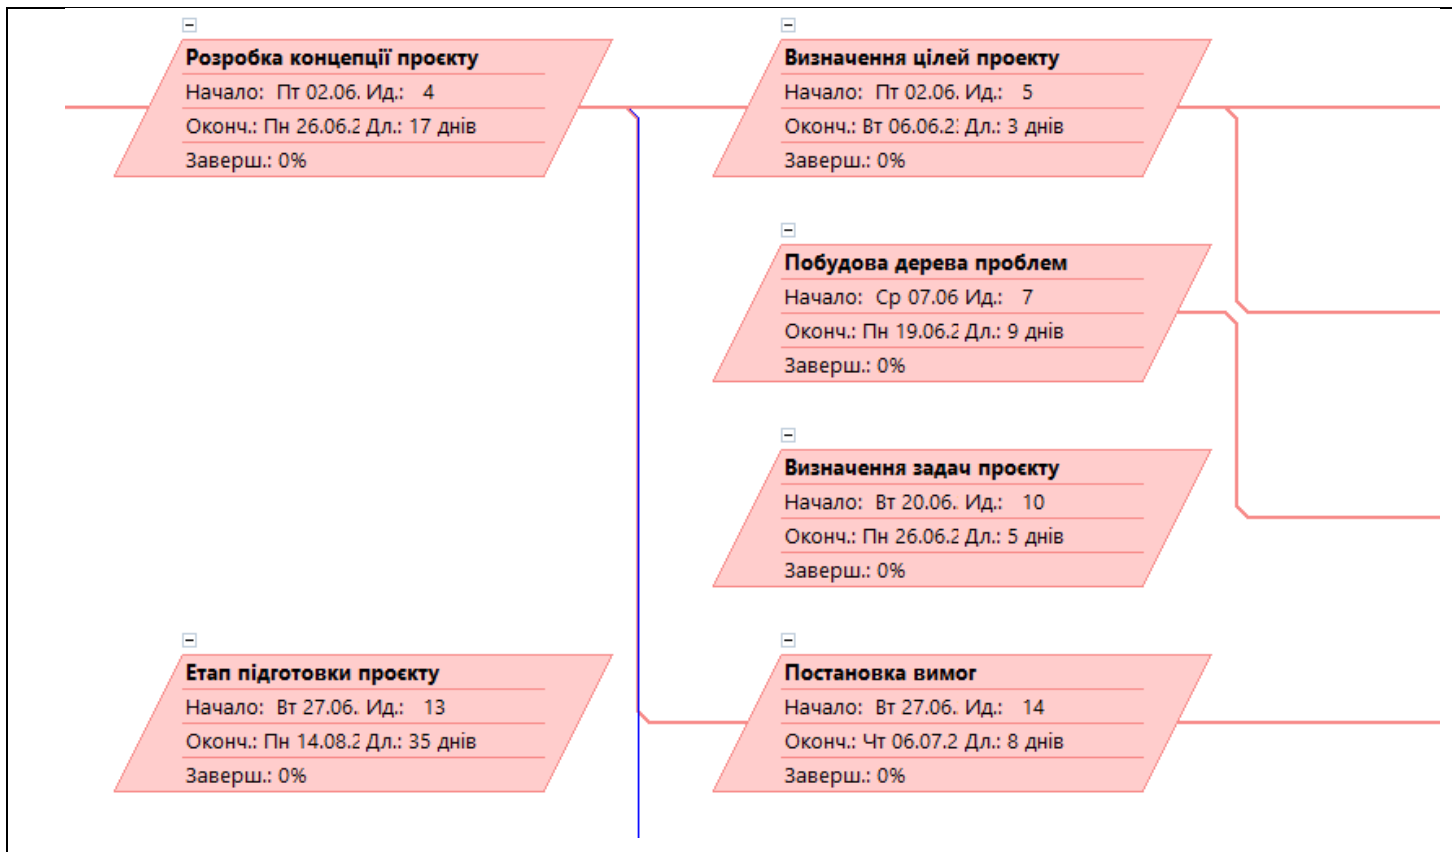 Розробка концепції проєкту
Начало: Пт 02.06. Ид.: 4
Оконч.: Пн 26.06.2 Дл.: 17 днів
Заверш.: 0%
Визначення цілей проекту
Начало: Пт 02.06. Ид.: 5
Оконч.: Вт 06.06.2 Дл.: 3 днів
Заверш.: 0%
Побудова дерева проблем
Начало: Ср 07.06 Ид.: 7
Оконч.: Пн 19.06.2 Дл.: 9 днів
Заверш.: 0%
Визначення задач проєкту
Начало: Вт 20.06. Ид.: 10
Оконч.: Пн 26.06.2 Дл.: 5 днів
Заверш.: 0%
Етап підготовки проєкту
Начало: Вт 27.06. Ид.: 13
Оконч.: Пн 14.08.2 Дл.: 35 днів
Заверш.: 0%
Постановка вимог
Начало: Вт 27.06. Ид.: 14
Оконч.: Чт 06.07.2 Дл.: 8 днів
Заверш.: 0%